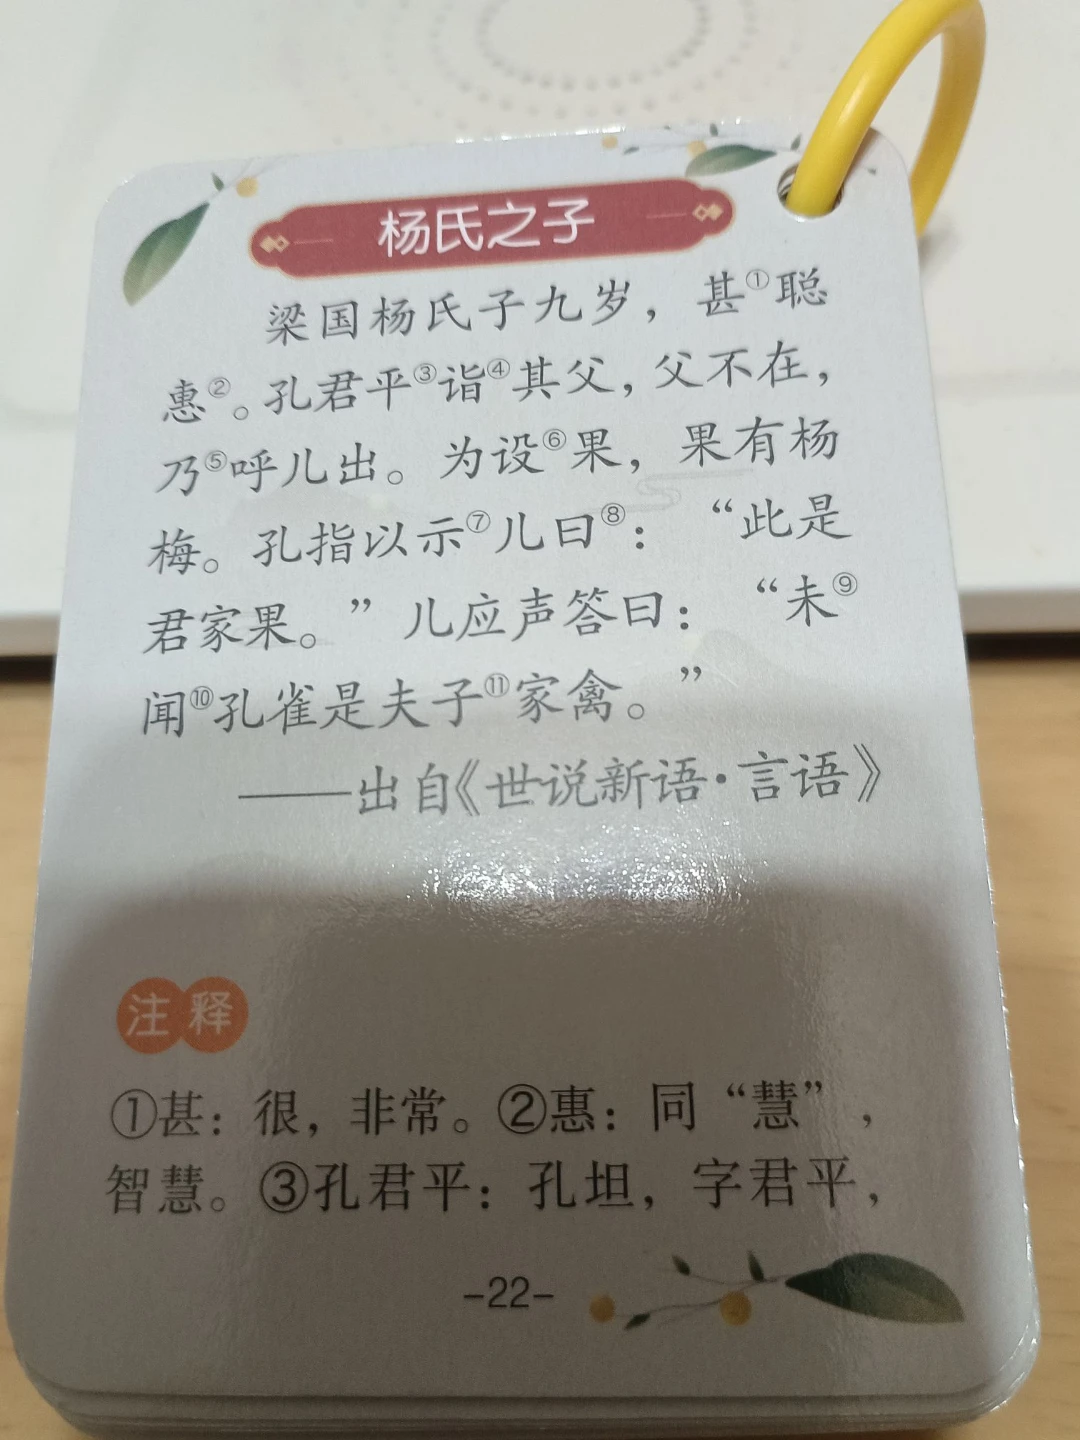 杨氏之子
梁国杨氏子九岁，甚①聪
惠②。孔君平③诣④其父，父不在，
乃⑤呼儿出。为设⑥果，果有杨
梅。孔指以示⑦儿曰⑧：“此是
君家果。”儿应声答曰：“未⑨
闻⑩孔雀是夫子⑪家禽。”
——出自《世说新语·言语》
注释
①甚：很，非常。②惠：同“慧”，
智慧。③孔君平：孔坦，字君平，
-22-